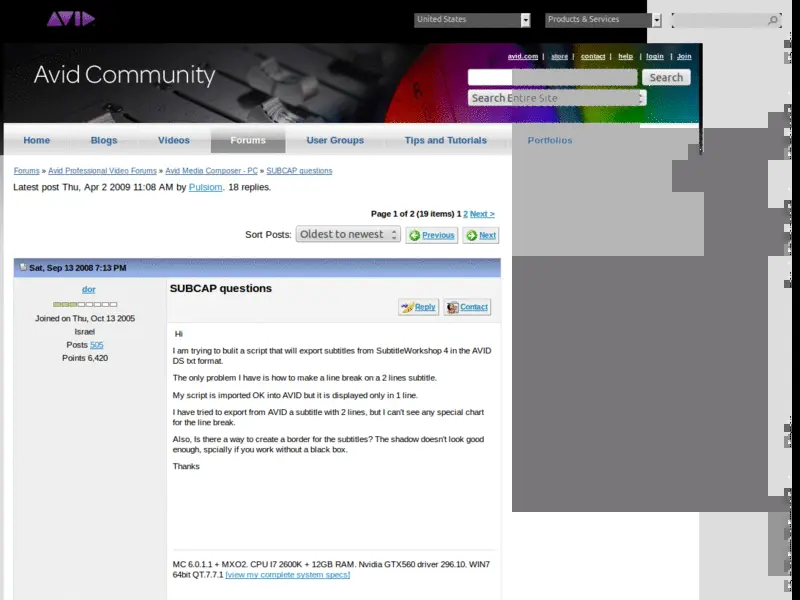 AVID
United States
Products & Services
avid.com | store | contact | help | login | Join
Avid Community
Search
Search Entire Site
Home Blogs Videos Forums User Groups Tips and Tutorials Portfolios
Forums » Avid Professional Video Forums » Avid Media Composer - PC » SUBCAP questions
Latest post Thu, Apr 2 2009 11:08 AM by Pulsiom. 18 replies.
Page 1 of 2 (19 items) 1 2 Next >
Sort Posts: Oldest to newest Previous Next
Sat, Sep 13 2008 7:13 PM
dor
Joined on Thu, Oct 13 2005
Israel
Posts 505
Points 6,420
SUBCAP questions
Reply Contact
Hi
I am trying to bulit a script that will export subtitles from SubtitleWorkshop 4 in the AVID
DS txt format.
The only problem I have is how to make a line break on a 2 lines subtitle.
My script is imported OK into AVID but it is displayed only in 1 line.
I have tried to export from AVID a subtitle with 2 lines, but I can't see any special chart
for the line break.
Also, Is there a way to create a border for the subtitles? The shadow doesn't look good
enough, spcially if you work without a black box.
Thanks
MC 6.0.1.1 + MXO2. CPU I7 2600K + 12GB RAM. Nvidia GTX560 driver 296.10. WIN7
64bit QT.7.7.1 [view my complete system specs]